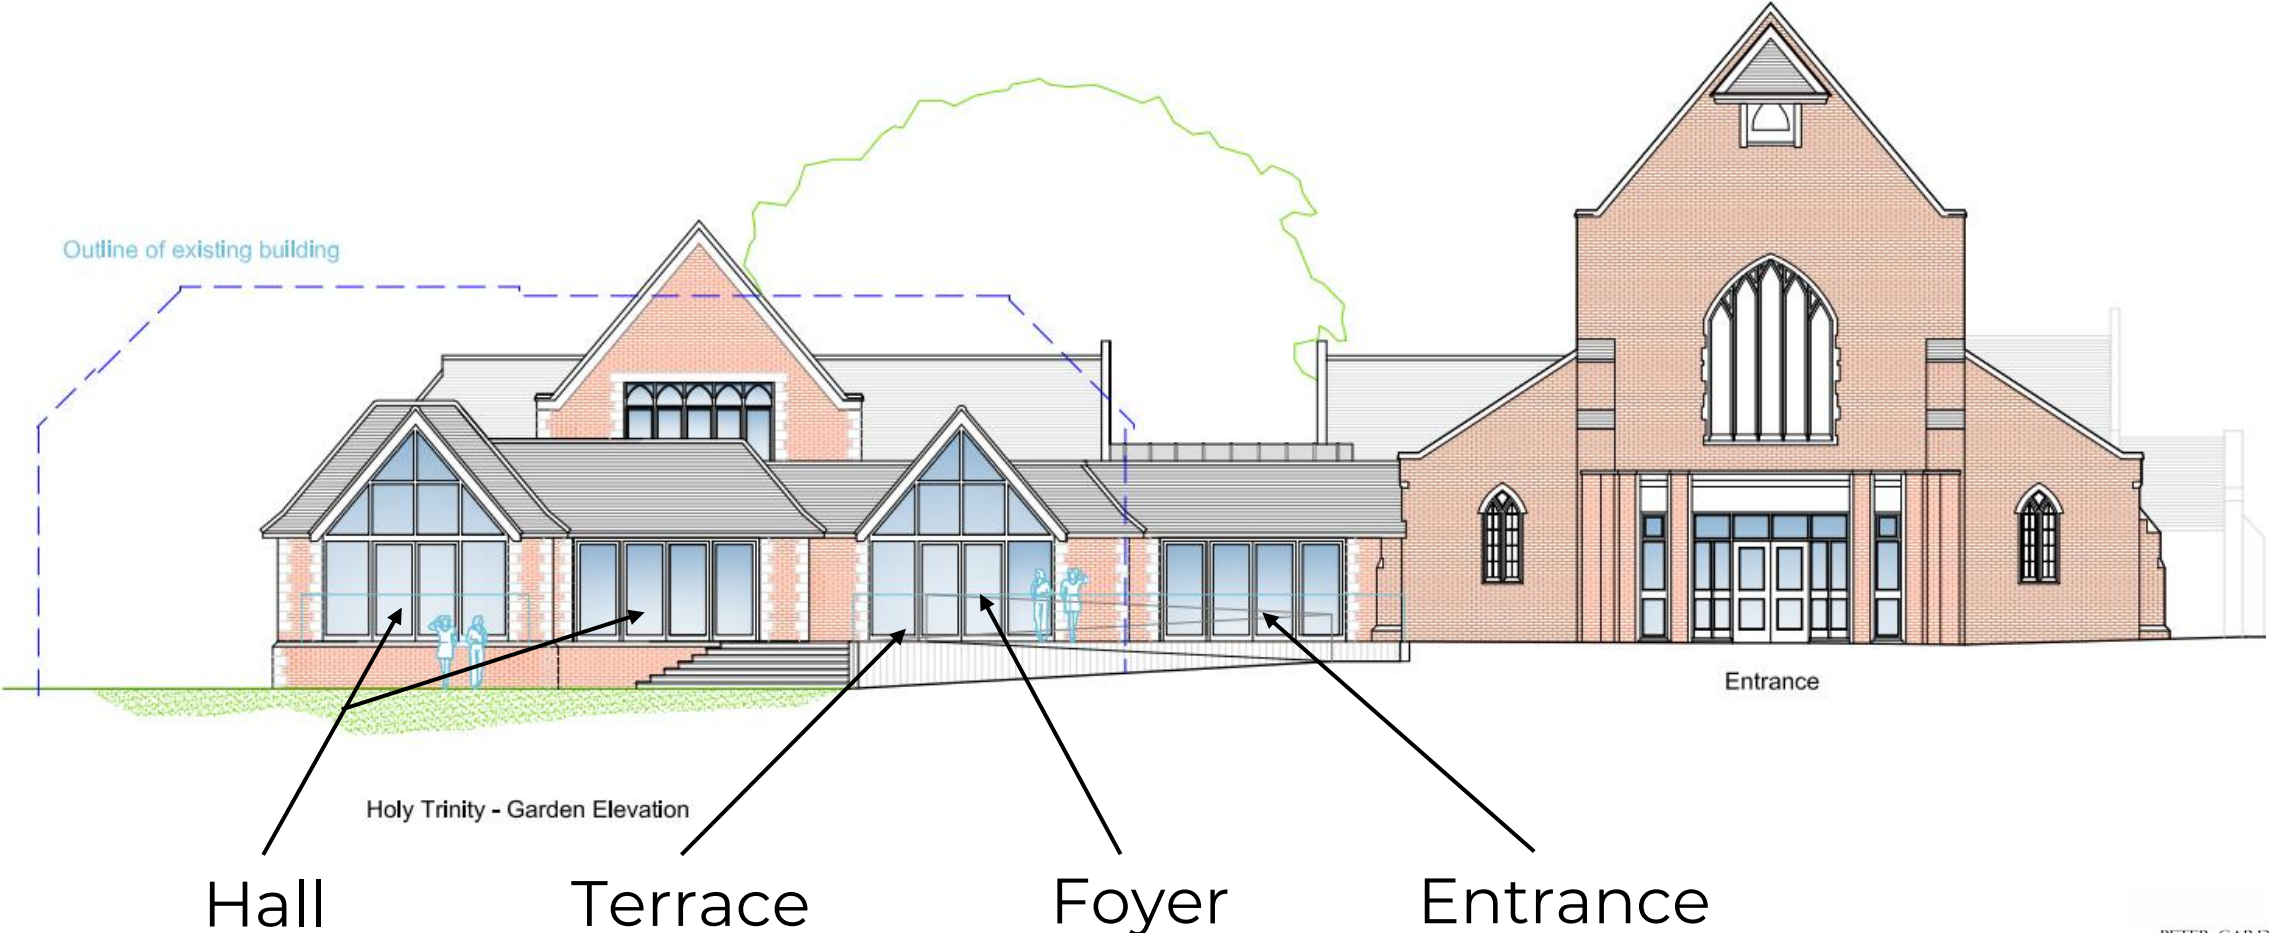 Outline of existing building
Entrance
Holy Trinity - Garden Elevation
Hall
Terrace
Foyer
Entrance